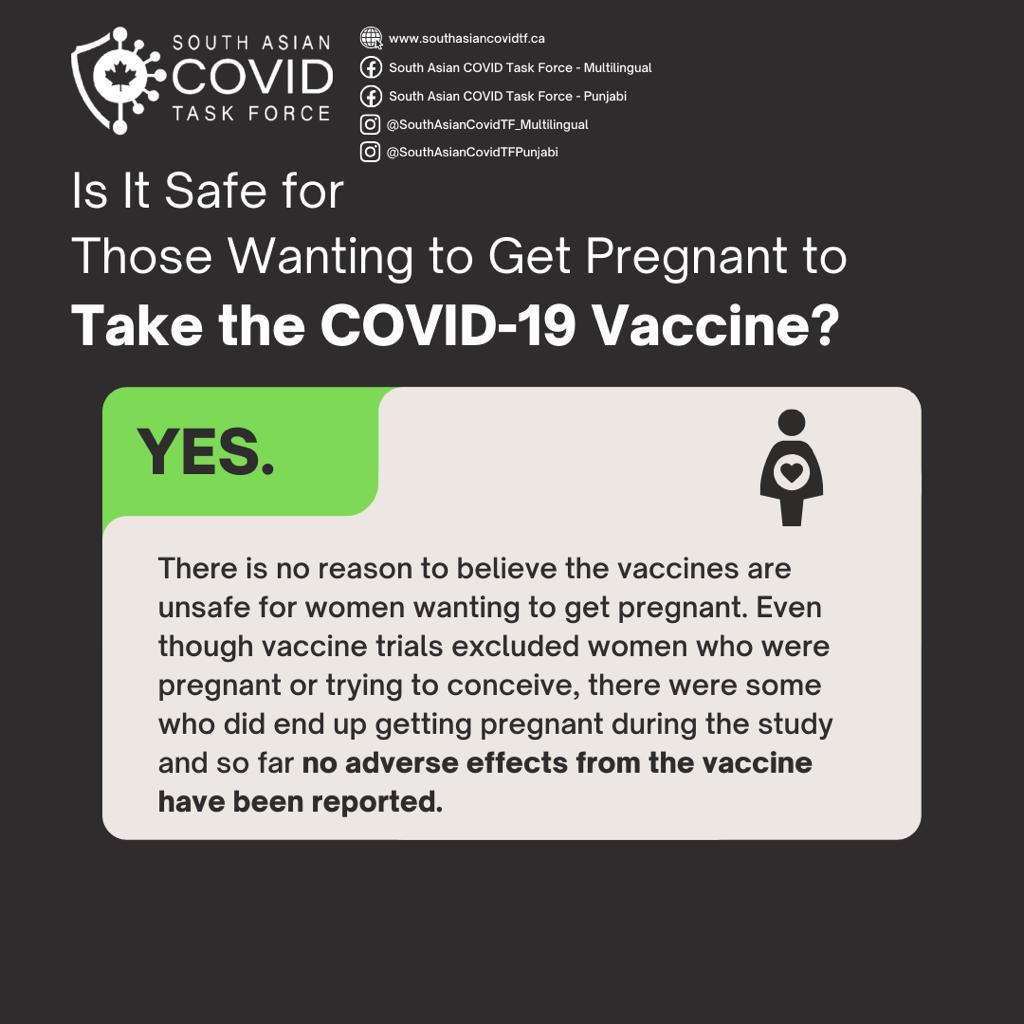 SOUTH ASIAN
COVID
TASK FORCE
www.southasiancovidtf.ca
South Asian COVID Task Force - Multilingual
South Asian COVID Task Force - Punjabi
@SouthAsianCovidTF_Multilingual
@SouthAsianCovidTFPunjabi
Is It Safe for
Those Wanting to Get Pregnant to
Take the COVID-19 Vaccine?
YES.
There is no reason to believe the vaccines are
unsafe for women wanting to get pregnant. Even
though vaccine trials excluded women who were
pregnant or trying to conceive, there were some
who did end up getting pregnant during the study
and so far no adverse effects from the vaccine
have been reported.